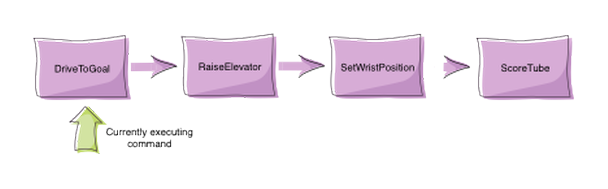 DriveToGoal
RaiseElevator
SetWristPosition
ScoreTube
Currently executing
command